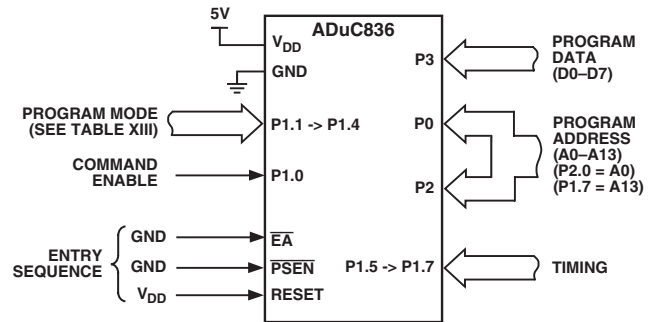 5V
ADuC836
VDD
GND
P3
PROGRAM
DATA
(D0–D7)
PROGRAM MODE
(SEE TABLE XIII)
P1.1 -> P1.4
P0
PROGRAM
ADDRESS
(A0–A13)
(P2.0 = A0)
(P1.7 = A13)
COMMAND
ENABLE
P1.0
P2
ENTRY
SEQUENCE
GND
EA
GND
PSEN
P1.5 -> P1.7
TIMING
VDD
RESET